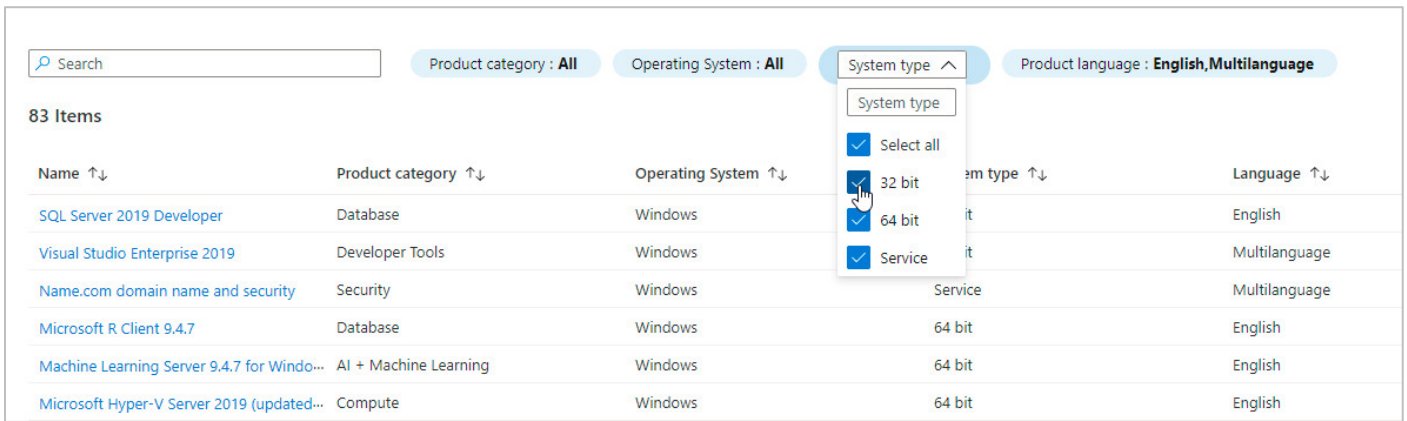 Search
Product category : All
Operating System : All
System type
Product language : English,Multilanguage
System type
83 Items
Select all
32 bit
64 bit
Service
Name Product category Operating System type Language
SQL Server 2019 Developer Database Windows English
Visual Studio Enterprise 2019 Developer Tools Windows Multilanguage
Name.com domain name and security Security Windows Service Multilanguage
Microsoft R Client 9.4.7 Database Windows 64 bit English
Machine Learning Server 9.4.7 for Windo... AI + Machine Learning Windows 64 bit English
Microsoft Hyper-V Server 2019 (updated... Compute Windows 64 bit English